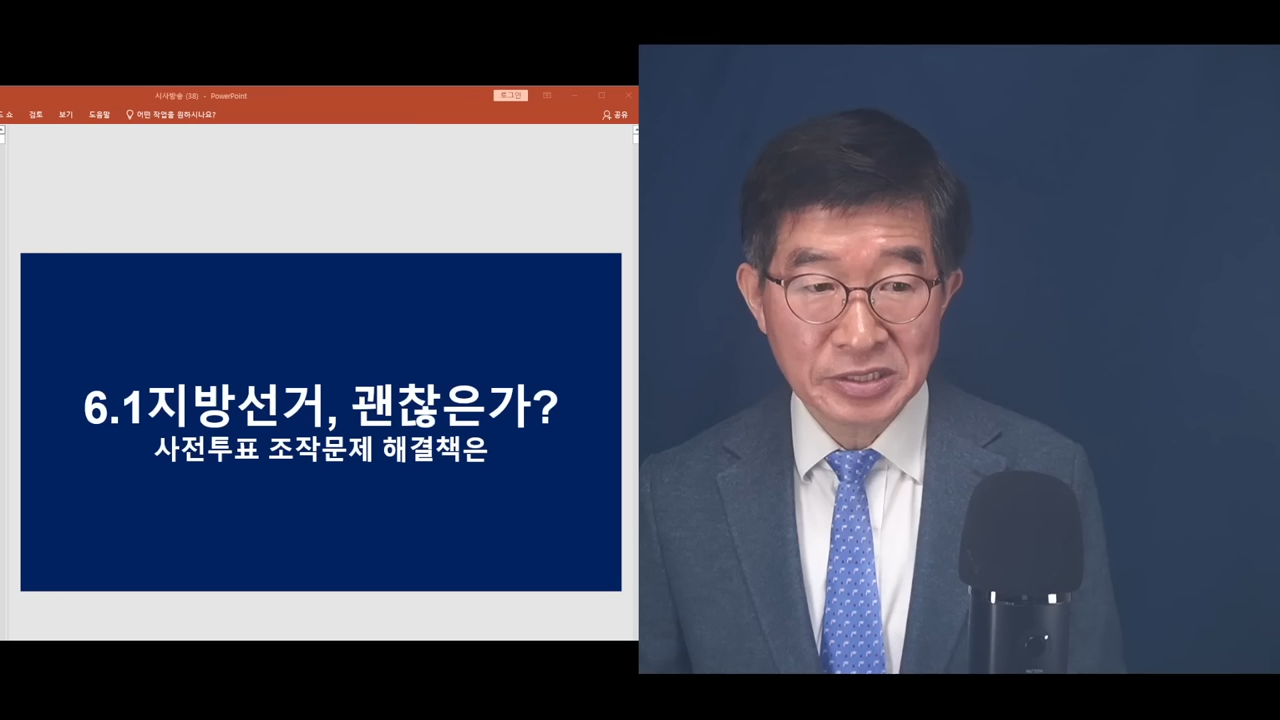 시사방송 (38) - PowerPoint
로그인
드 쇼 검토 보기 도움말 어떤 작업을 원하시나요? 공유
6.1지방선거, 괜찮은가?
사전투표 조작문제 해결책은